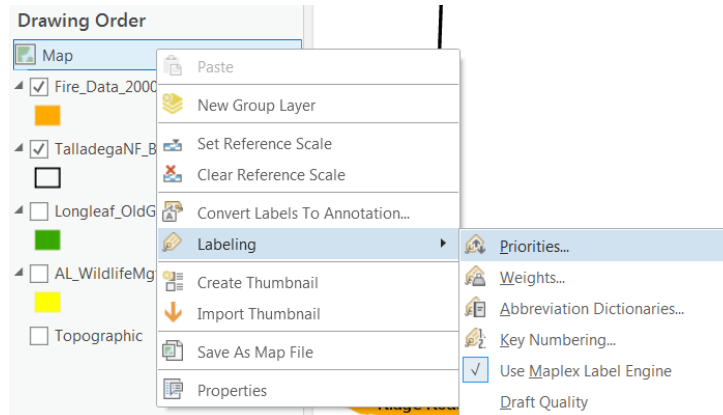 Drawing Order
Map
Fire_Data_2000
TalladegaNF_B
Longleaf_OldG
AL_WildlifeMg
Topographic
Paste
New Group Layer
Set Reference Scale
Clear Reference Scale
Convert Labels To Annotation...
Labeling
Create Thumbnail
Import Thumbnail
Save As Map File
Properties
Priorities...
Weights...
Abbreviation Dictionaries...
Key Numbering...
Use Maplex Label Engine
Draft Quality